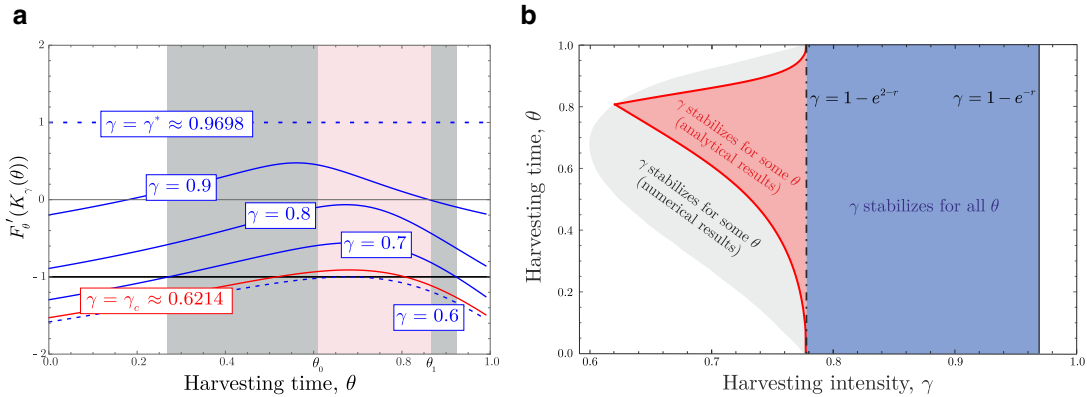 a
2
1
0
-1
-2
F′_θ(K_γ(θ))
γ = γ* ≈ 0.9698
γ = 0.9
γ = 0.8
γ = 0.7
γ = γ_c ≈ 0.6214
γ = 0.6
0.0 0.2 0.4 θ_0 0.8 θ_1 1.0
0.6
Harvesting time, θ
b
1.0
0.8
0.6
0.4
0.2
0.0
Harvesting time, θ
γ = 1 − e^{2−r}
γ = 1 − e^{−r}
γ stabilizes for some θ
(analytical results)
γ stabilizes for some θ
(numerical results)
γ stabilizes for all θ
0.6 0.7 0.8 0.9 1.0
Harvesting intensity, γ